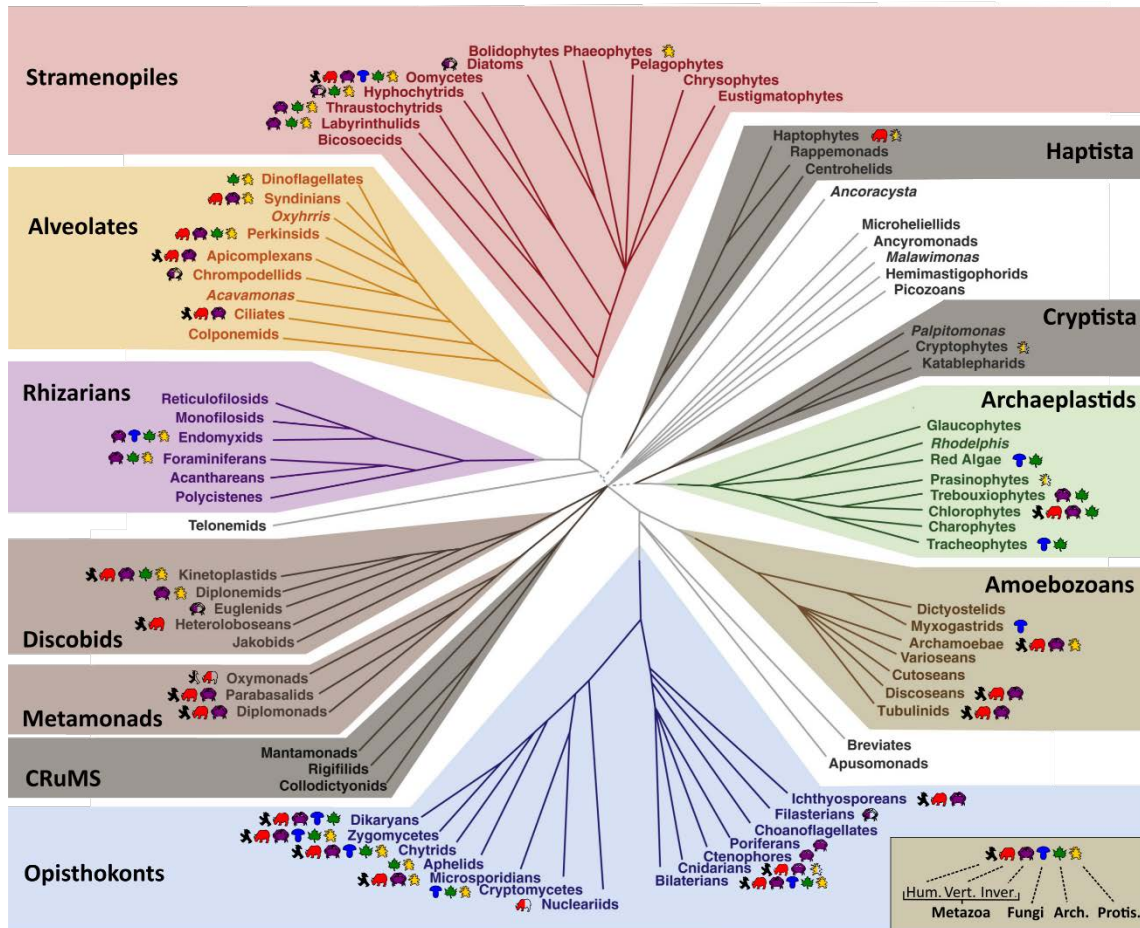 Stramenopiles
Bolidophytes Phaeophytes
Diatoms
Pelagophytes
Oomycetes
Chrysophytes
Hyphochytrids
Eustigmatophytes
Thraustochytrids
Labyrinthulids
Bicosoecids
Haptophytes
Rappemonads
Centrohelids
Haptista
Ancoracysta
Alveolates
Dinoflagellates
Syndinians
Oxyhrris
Perkinsids
Apicomplexans
Chrompodellids
Acavamonas
Ciliates
Colponemids
Microheliellids
Ancyromonads
Malawimonas
Hemimastigophorids
Picozoans
Cryptista
Palpitomonas
Cryptophytes
Katablepharids
Rhizarians
Reticulofilosids
Monofilosids
Endomyxids
Foraminiferans
Acanthareans
Polycistenes
Telonemids
Archaeplastids
Glaucophytes
Rhodelphis
Red Algae
Prasinophytes
Trebouxiophytes
Chlorophytes
Charophytes
Tracheophytes
Discobids
Kinetoplastids
Diplonemids
Euglenids
Heteroloboseans
Jakobids
Amoebozoans
Dictyostelids
Myxogastrids
Archamoebae
Varioseans
Cutoseans
Discoseans
Tubulinids
Metamonads
Oxymonads
Parabasalids
Diplomonads
Breviates
Apusomonads
CRuMS
Mantamonads
Rigifilids
Collodictyonids
Opisthokonts
Dikaryans
Zygomycetes
Chytrids
Aphelids
Microsporidians
Cryptomycetes
Nucleariids
Ichthyosporeans
Filasterians
Choanoflagellates
Poriferans
Ctenophores
Cnidarians
Bilaterians
Hum. Vert. Inver.
Metazoa Fungi Arch. Protis.